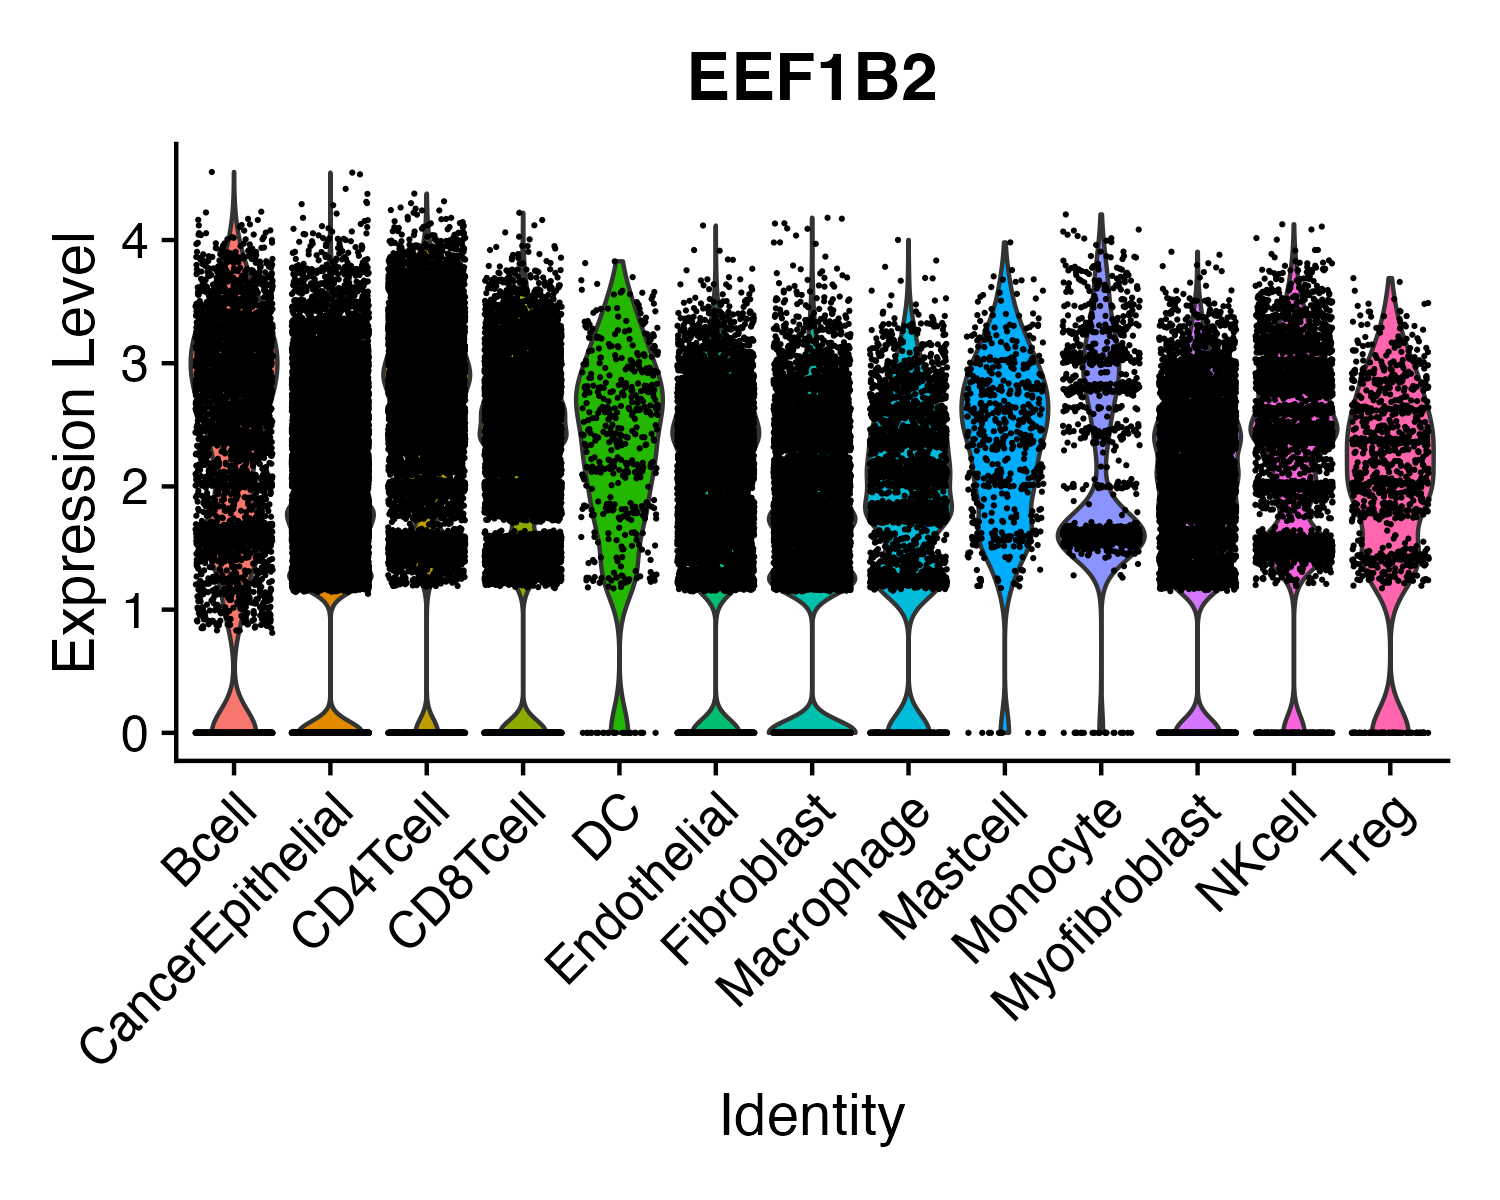 EEF1B2
Expression Level
4
3
2
1
0
Bcell
CancerEpithelial
CD4Tcell
CD8Tcell
DC
Endothelial
Fibroblast
Macrophage
Mastcell
Monocyte
Myofibroblast
NKcell
Treg
Identity